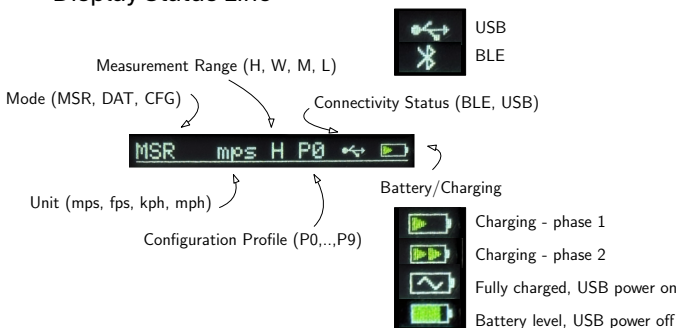 Display Status Line
USB
BLE
Measurement Range (H, W, M, L)
Mode (MSR, DAT, CFG)
Connectivity Status (BLE, USB)
MSR mps H P0
Battery/Charging
Unit (mps, fps, kph, mph)
Configuration Profile (P0,..,P9)
Charging - phase 1
Charging - phase 2
Fully charged, USB power on
Battery level, USB power off